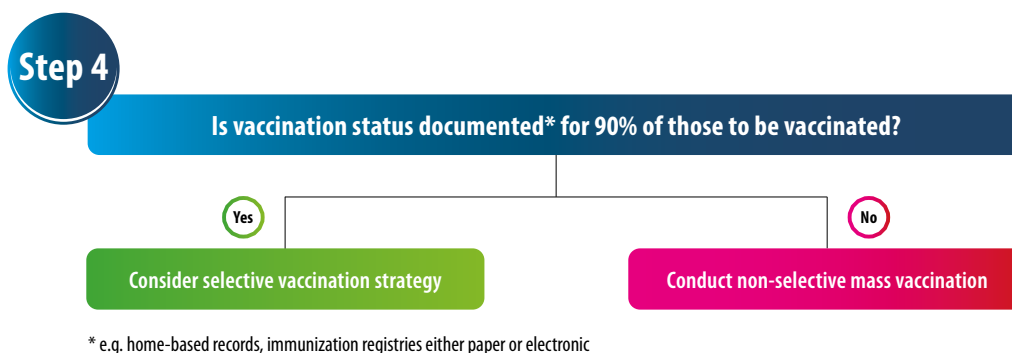 Step 4
Is vaccination status documented* for 90% of those to be vaccinated?
Yes
No
Consider selective vaccination strategy
Conduct non-selective mass vaccination
* e.g. home-based records, immunization registries either paper or electronic